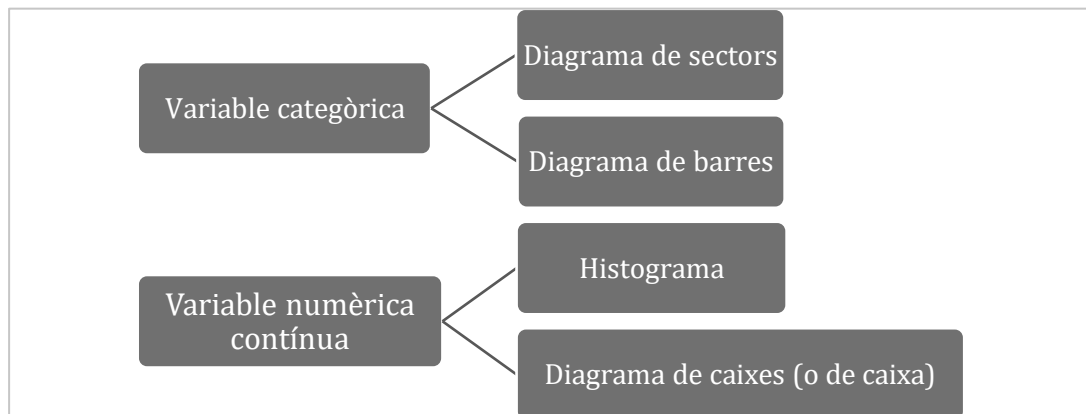 Variable categòrica
Diagrama de sectors
Diagrama de barres
Variable numèrica
contínua
Histograma
Diagrama de caixes (o de caixa)